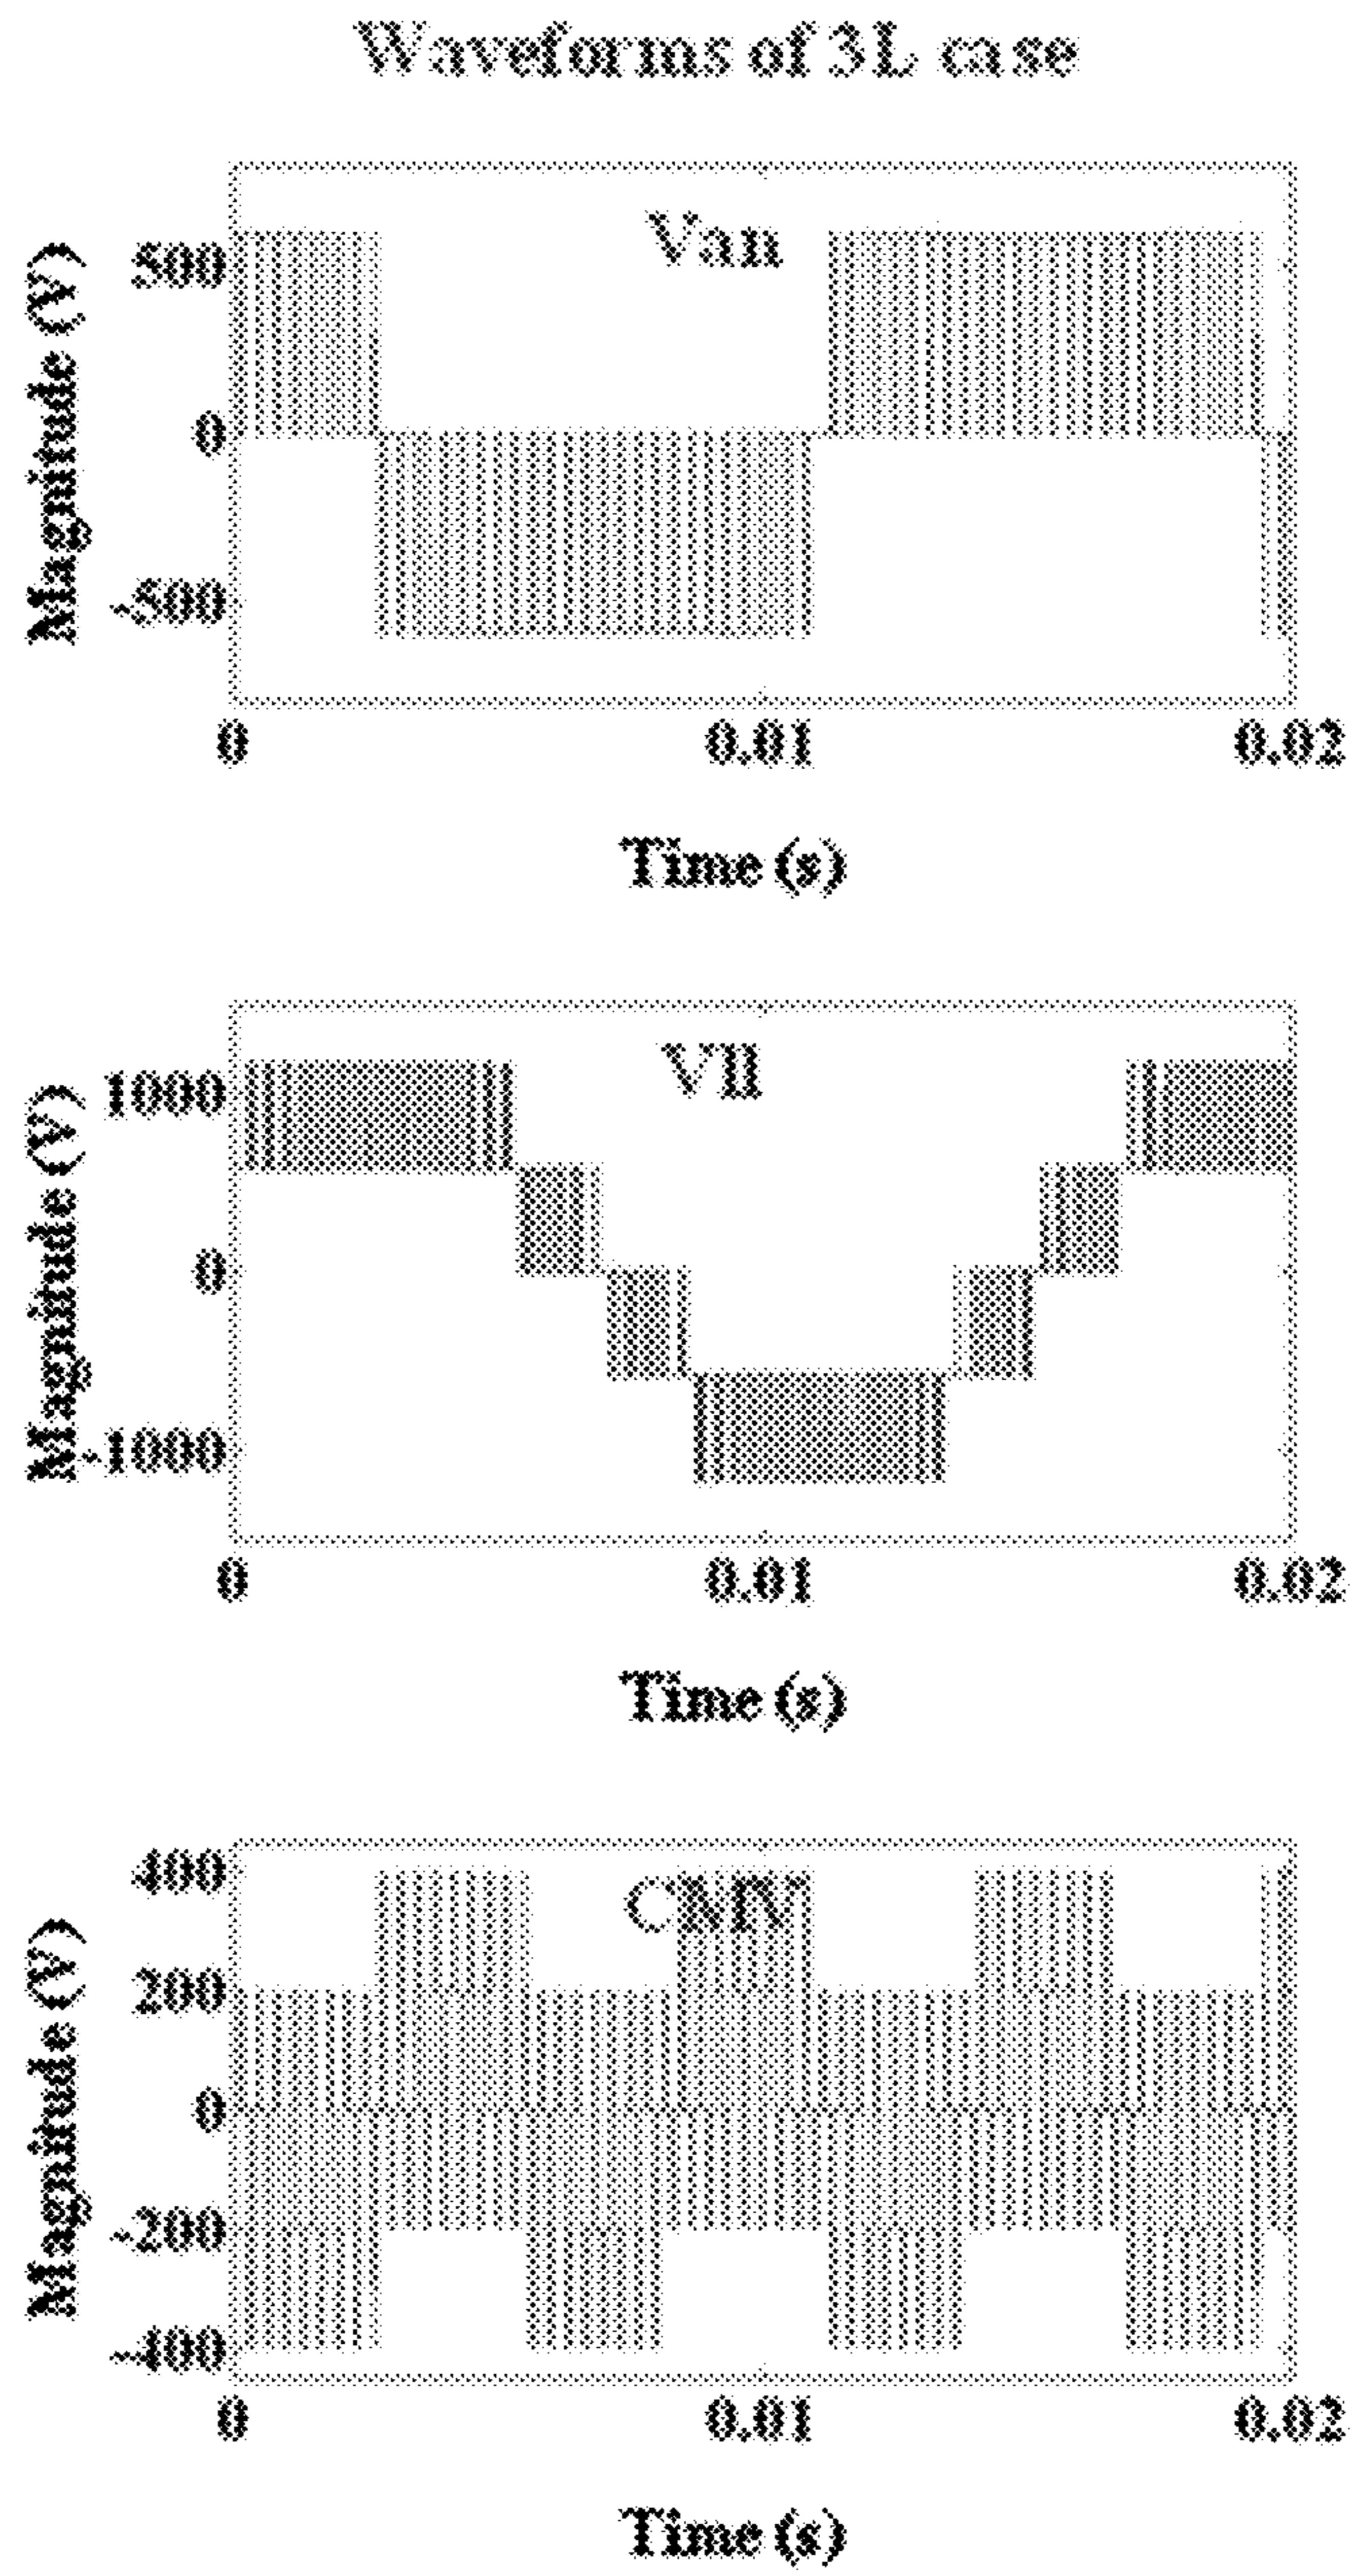 Waveforms of 3L case
Van
Magnitude (V)
500
0
-500
0 0.01 0.02
Time (s)
Vll
Magnitude (V)
1000
0
-1000
0 0.01 0.02
Time (s)
CMV
Magnitude (V)
400
200
0
-200
-400
0 0.01 0.02
Time (s)